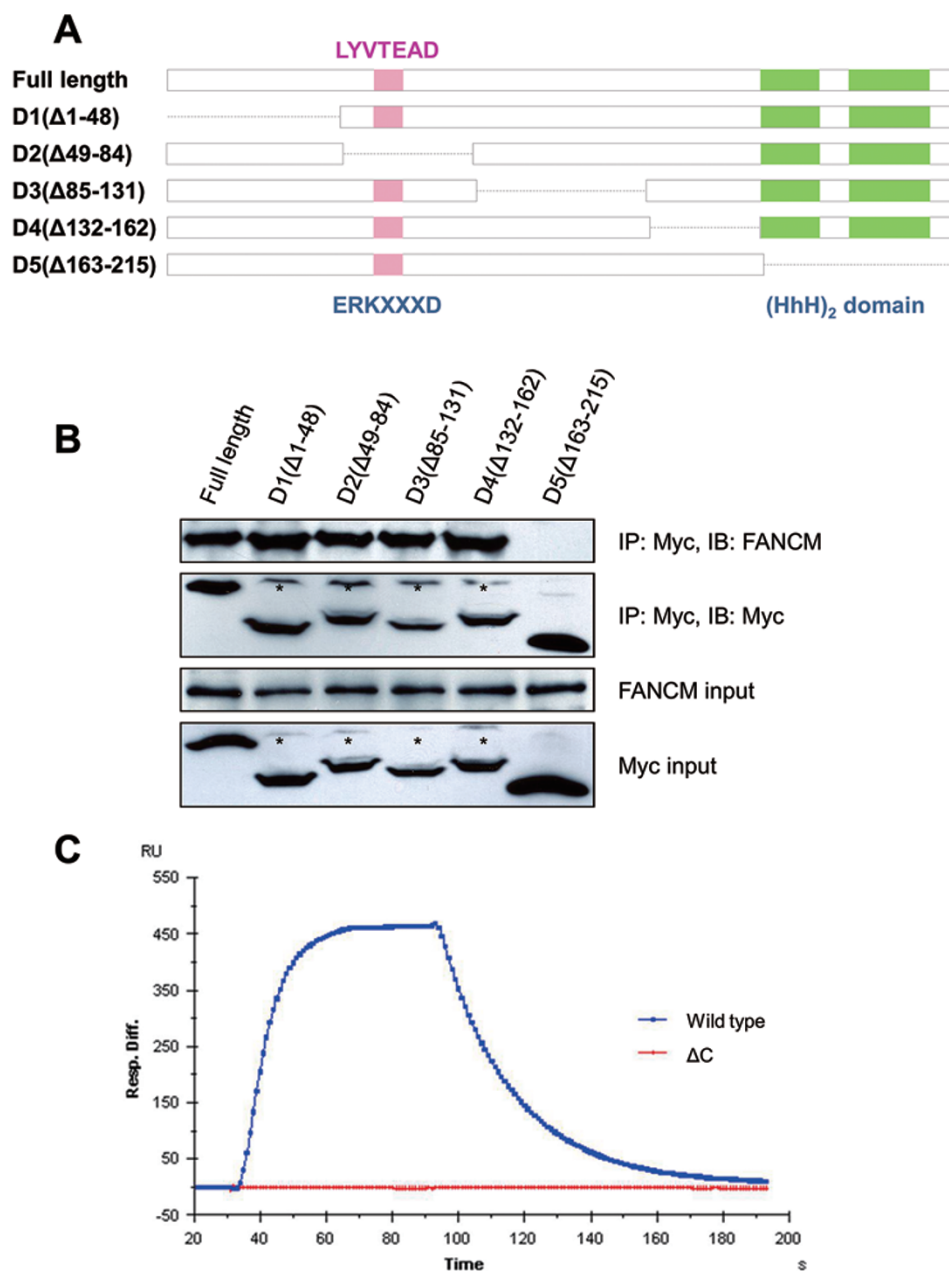 A
LYVTEAD
Full length
D1(Δ1-48)
D2(Δ49-84)
D3(Δ85-131)
D4(Δ132-162)
D5(Δ163-215)
ERKXXXD
(HhH)₂ domain
B
Full length
D1(Δ1-48)
D2(Δ49-84)
D3(Δ85-131)
D4(Δ132-162)
D5(Δ163-215)
IP: Myc, IB: FANCM
* * * *
IP: Myc, IB: Myc
FANCM input
* * * *
Myc input
C
RU
550
450
350
250
150
50
-50
Resp. Diff.
Wild type
ΔC
20 40 60 80 100 120 140 160 180 200
Time
s